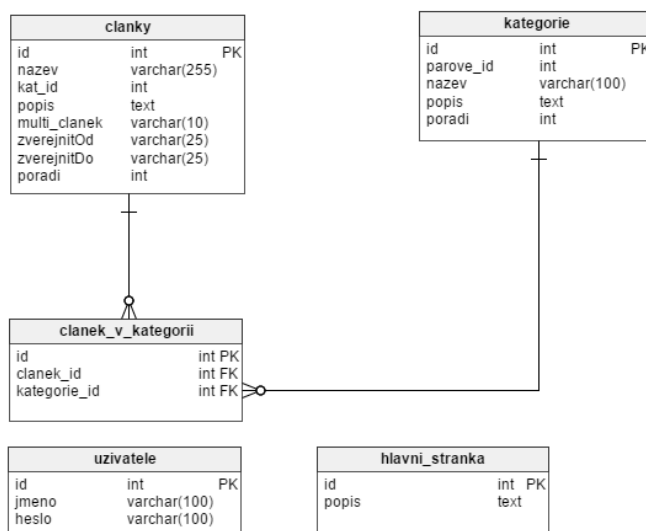 clanky
id int PK
nazev varchar(255)
kat_id int
popis text
multi_clanek varchar(10)
zverejnitOd varchar(25)
zverejnitDo varchar(25)
poradi int
kategorie
id int PK
parove_id int
nazev varchar(100)
popis text
poradi int
clanek_v_kategorii
id int PK
clanek_id int FK
kategorie_id int FK
uzivatele
id int PK
jmeno varchar(100)
heslo varchar(100)
hlavni_stranka
id int PK
popis text